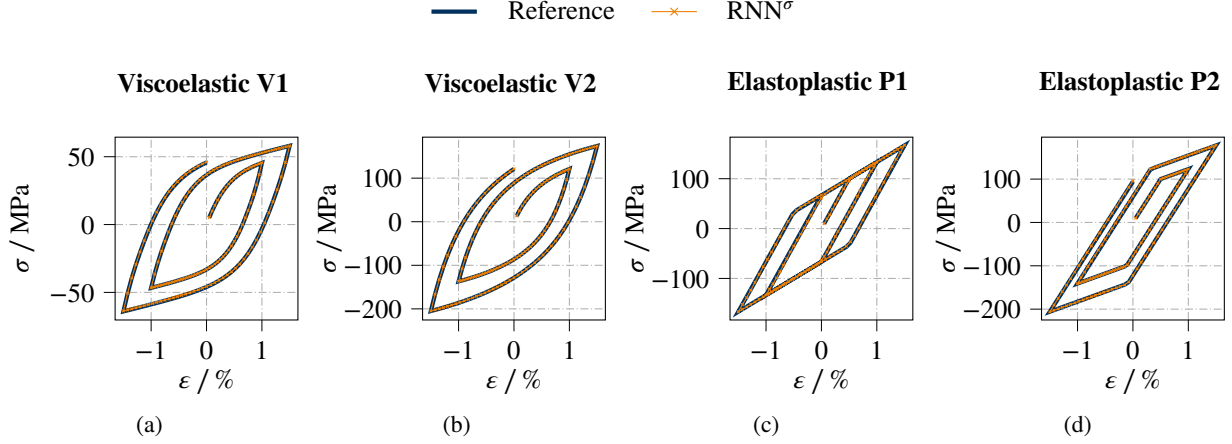 Reference RNN^σ
Viscoelastic V1 Viscoelastic V2 Elastoplastic P1 Elastoplastic P2
σ / MPa
50
0
−50
−1 0 1
ε / %
σ / MPa
100
0
−100
−200
−1 0 1
ε / %
σ / MPa
100
0
−100
−1 0 1
ε / %
σ / MPa
100
0
−100
−200
−1 0 1
ε / %
(a) (b) (c) (d)